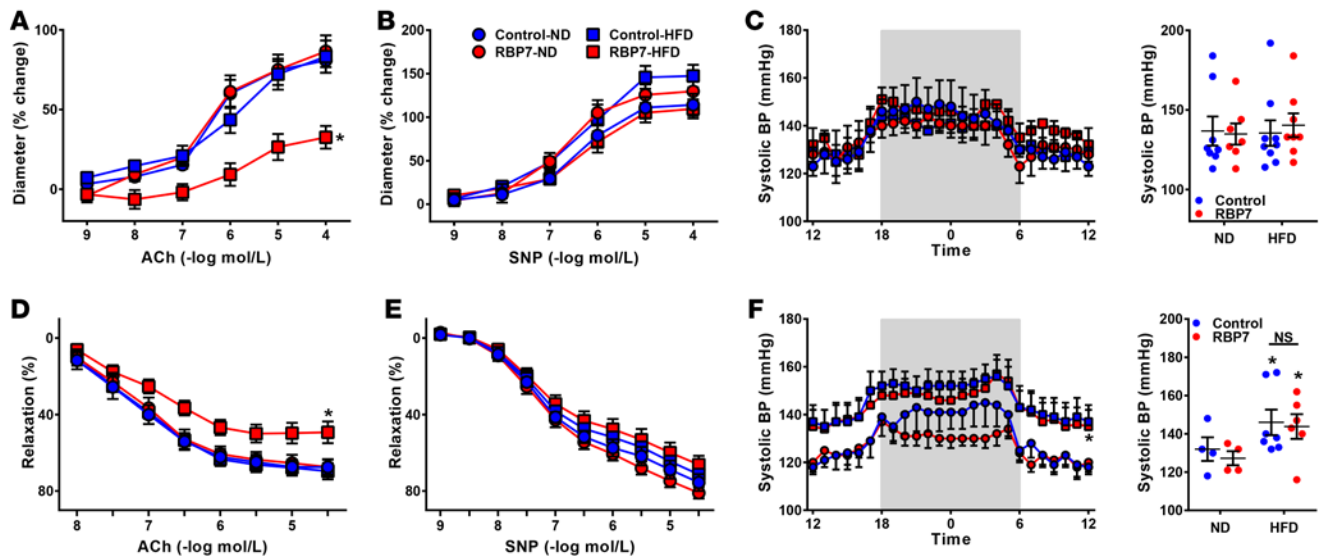 A
Diameter (% change)
100
50
0
9 8 7 6 5 4
ACh (-log mol/L)
*
B
Control-ND Control-HFD
RBP7-ND RBP7-HFD
Diameter (% change)
200
150
100
50
0
9 8 7 6 5 4
SNP (-log mol/L)
C
Systolic BP (mmHg)
180
160
140
120
100
12 18 0 6 12
Time
Systolic BP (mmHg)
200
150
100
Control
RBP7
ND HFD
D
Relaxation (%)
0
40
80
8 7 6 5
ACh (-log mol/L)
*
E
Relaxation (%)
0
40
80
9 8 7 6 5
SNP (-log mol/L)
F
Systolic BP (mmHg)
180
160
140
120
100
12 18 0 6 12
Time
*
Systolic BP (mmHg)
200
180
160
140
120
100
Control
RBP7
NS
*
*
ND HFD